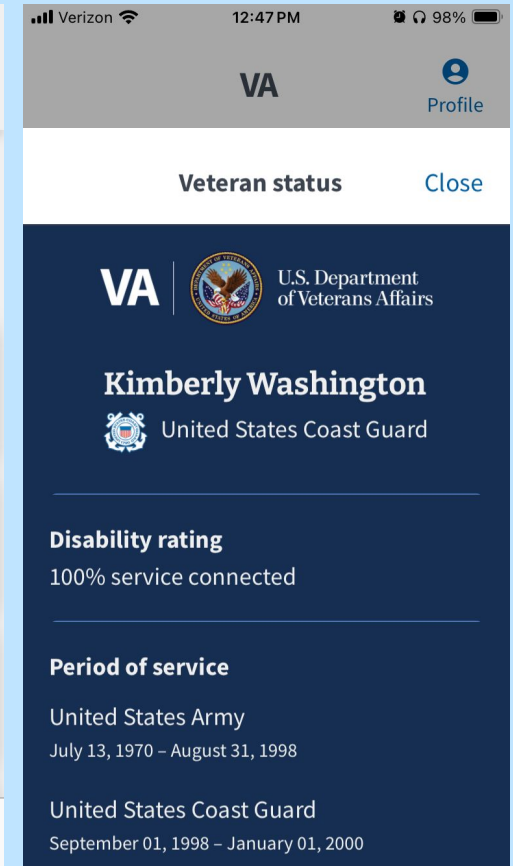 Verizon 12:47 PM 98%
VA
Profile
Veteran status Close
VA U.S. Department
of Veterans Affairs
Kimberly Washington
United States Coast Guard
Disability rating
100% service connected
Period of service
United States Army
July 13, 1970 – August 31, 1998
United States Coast Guard
September 01, 1998 – January 01, 2000